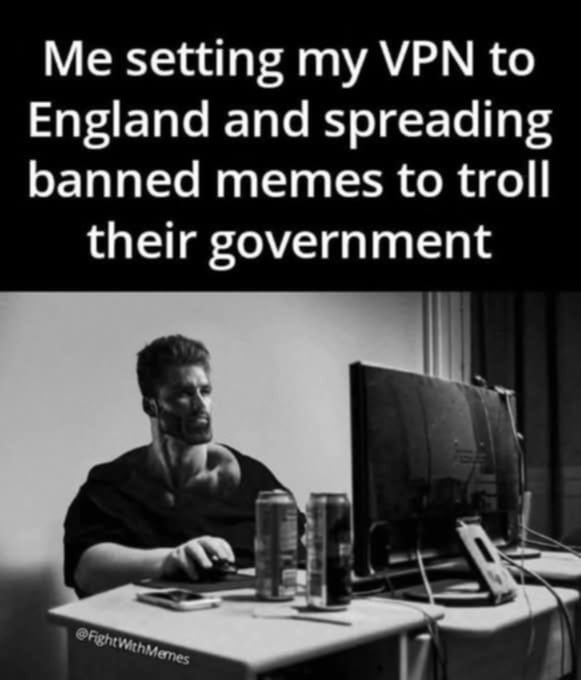 Me setting my VPN to
England and spreading
banned memes to troll
their government
@FightWithMemes